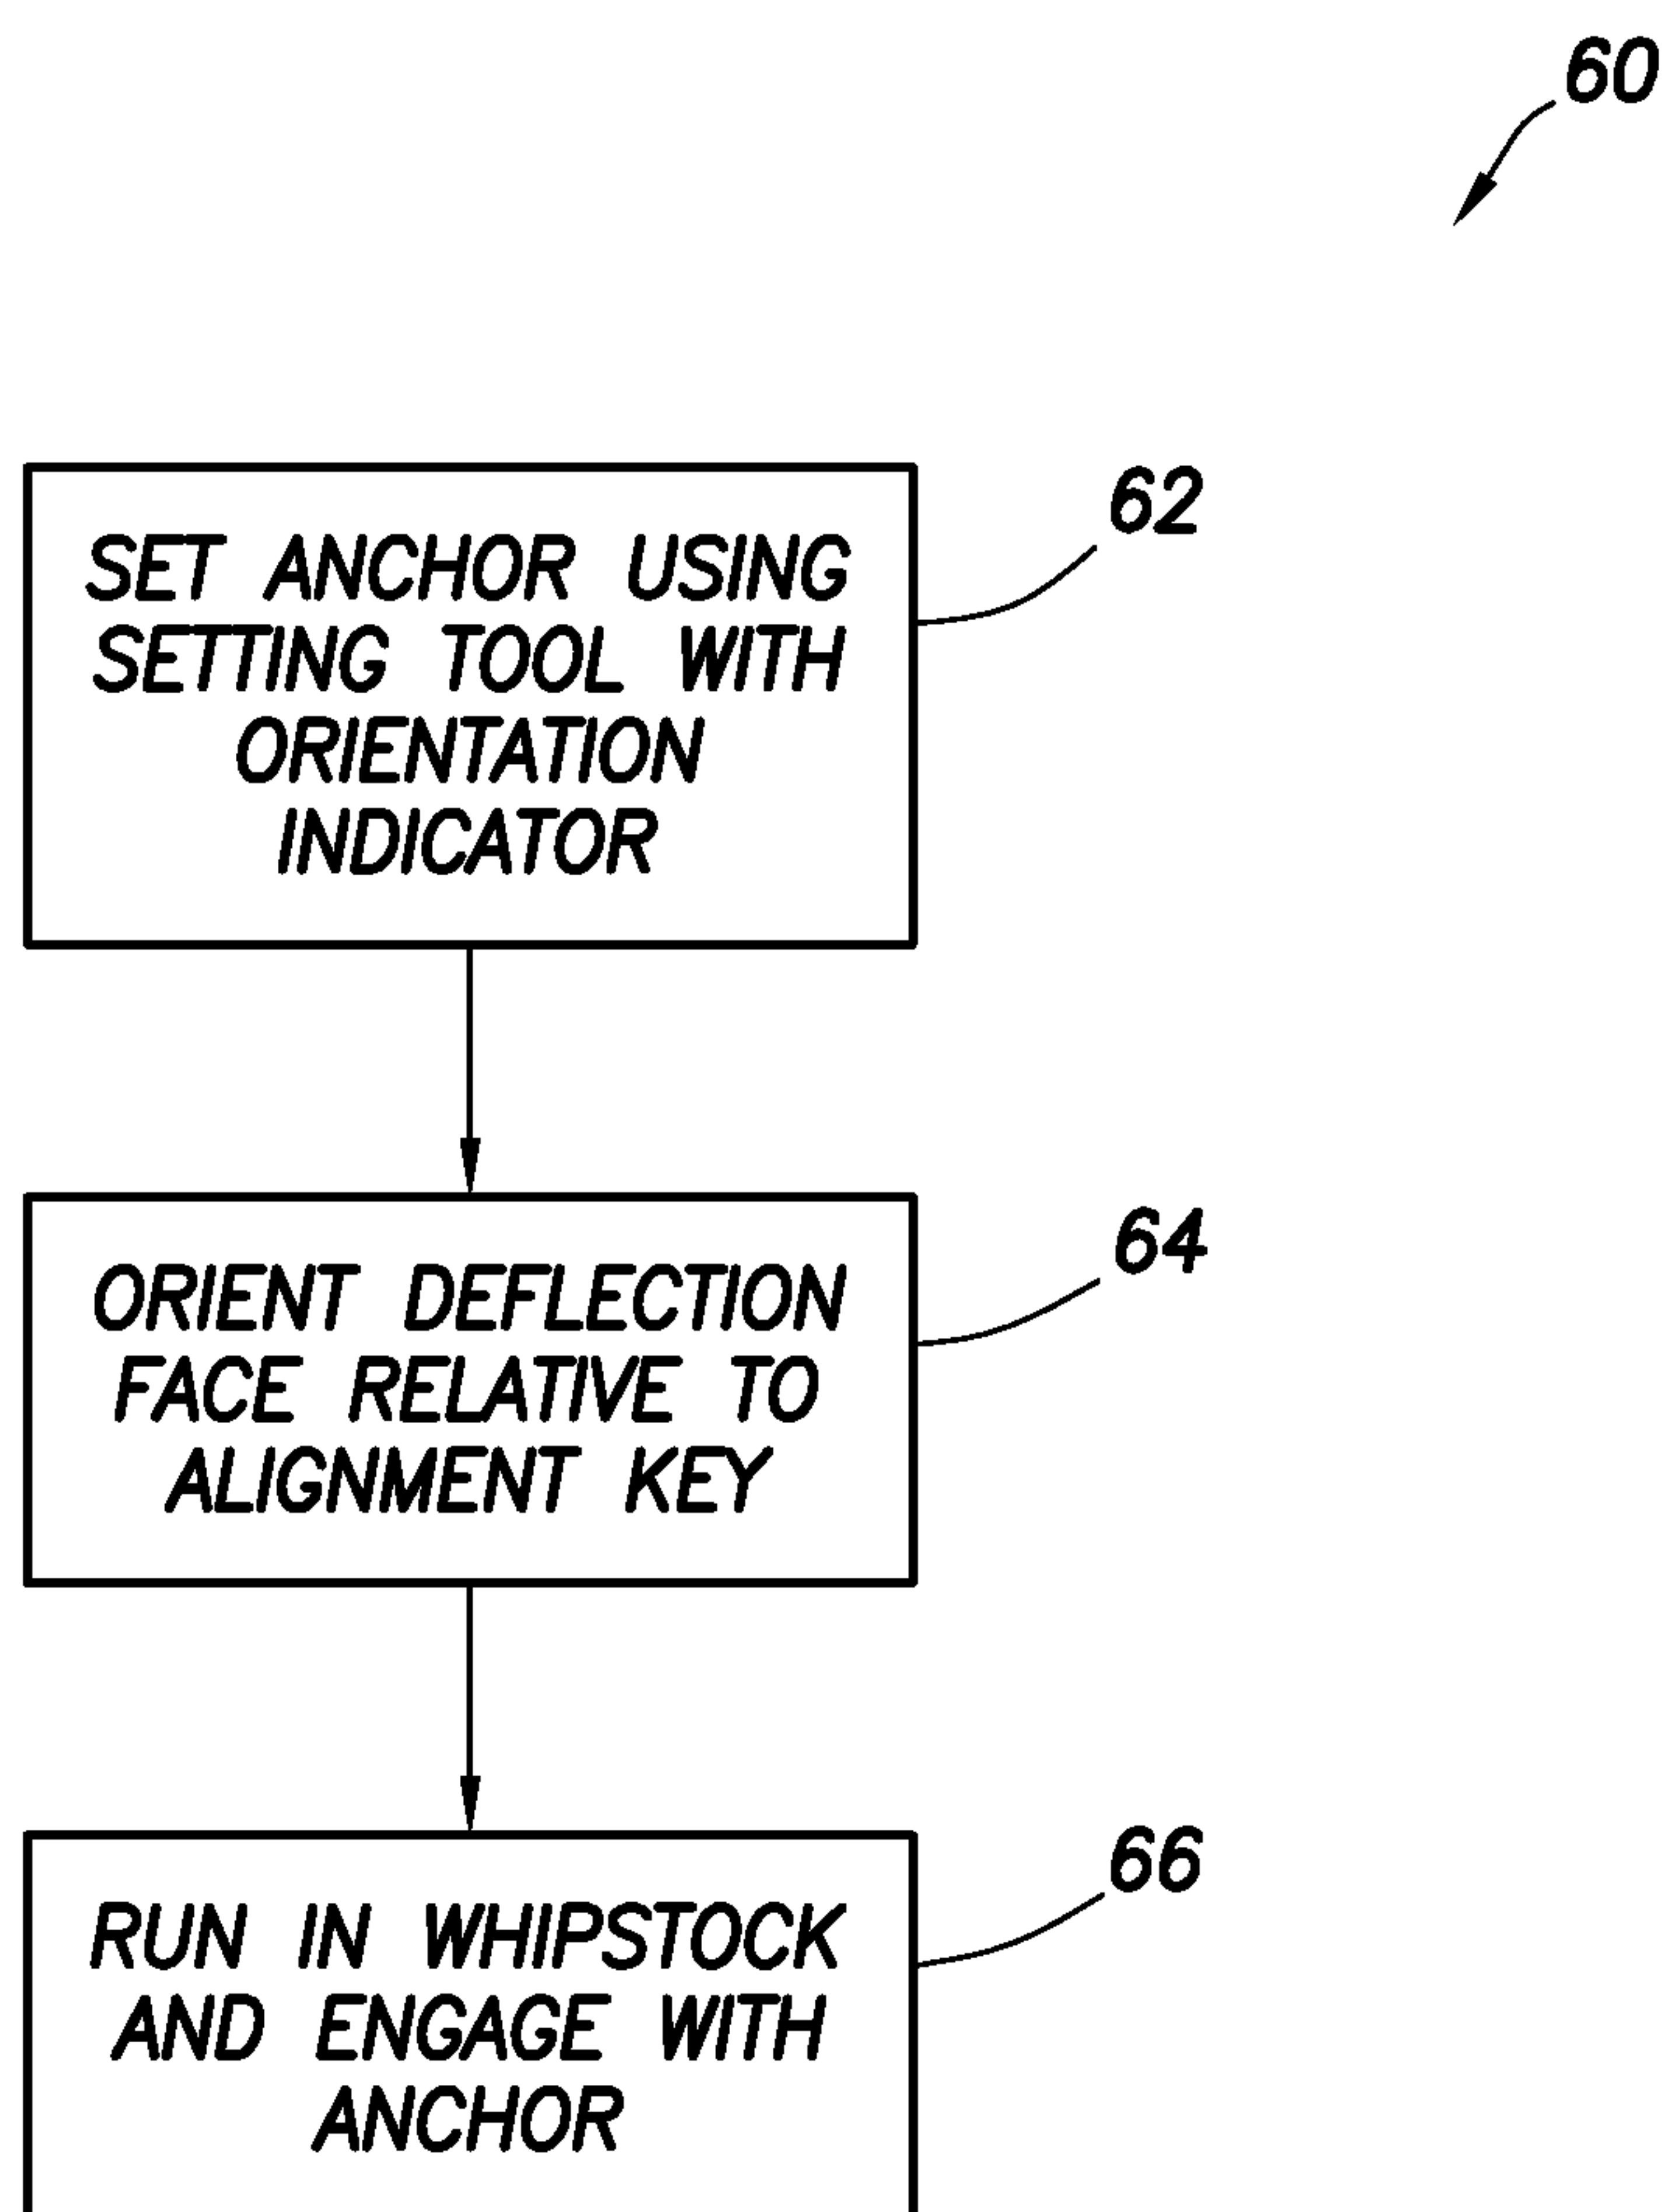 60
62
SET ANCHOR USING
SETTING TOOL WITH
ORIENTATION
INDICATOR
64
ORIENT DEFLECTION
FACE RELATIVE TO
ALIGNMENT KEY
66
RUN IN WHIPSTOCK
AND ENGAGE WITH
ANCHOR